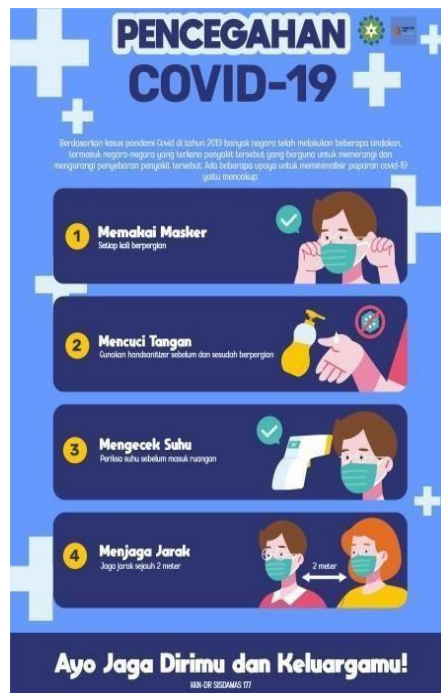 PENCEGAHAN
COVID-19
Berdasarkan kasus pandemi Covid di tahun 2019 banyak negara telah melakukan beberapa tindakan,
termasuk negara-negara yang terkena penyakit tersebut yang berguna untuk memerangi dan
mengurangi penyebaran penyakit tersebut. Ada beberapa upaya untuk meminimalisir paparan covid-19
yaitu mencakup:
1
Memakai Masker
Setiap kali berpergian
2
Mencuci Tangan
Gunakan handsanitizer sebelum dan sesudah berpergian
3
Mengecek Suhu
Periksa suhu sebelum masuk ruangan
4
Menjaga Jarak
Jaga jarak sejauh 2 meter
2 meter
Ayo Jaga Dirimu dan Keluargamu!
KKN-DR SISDAMAS 177